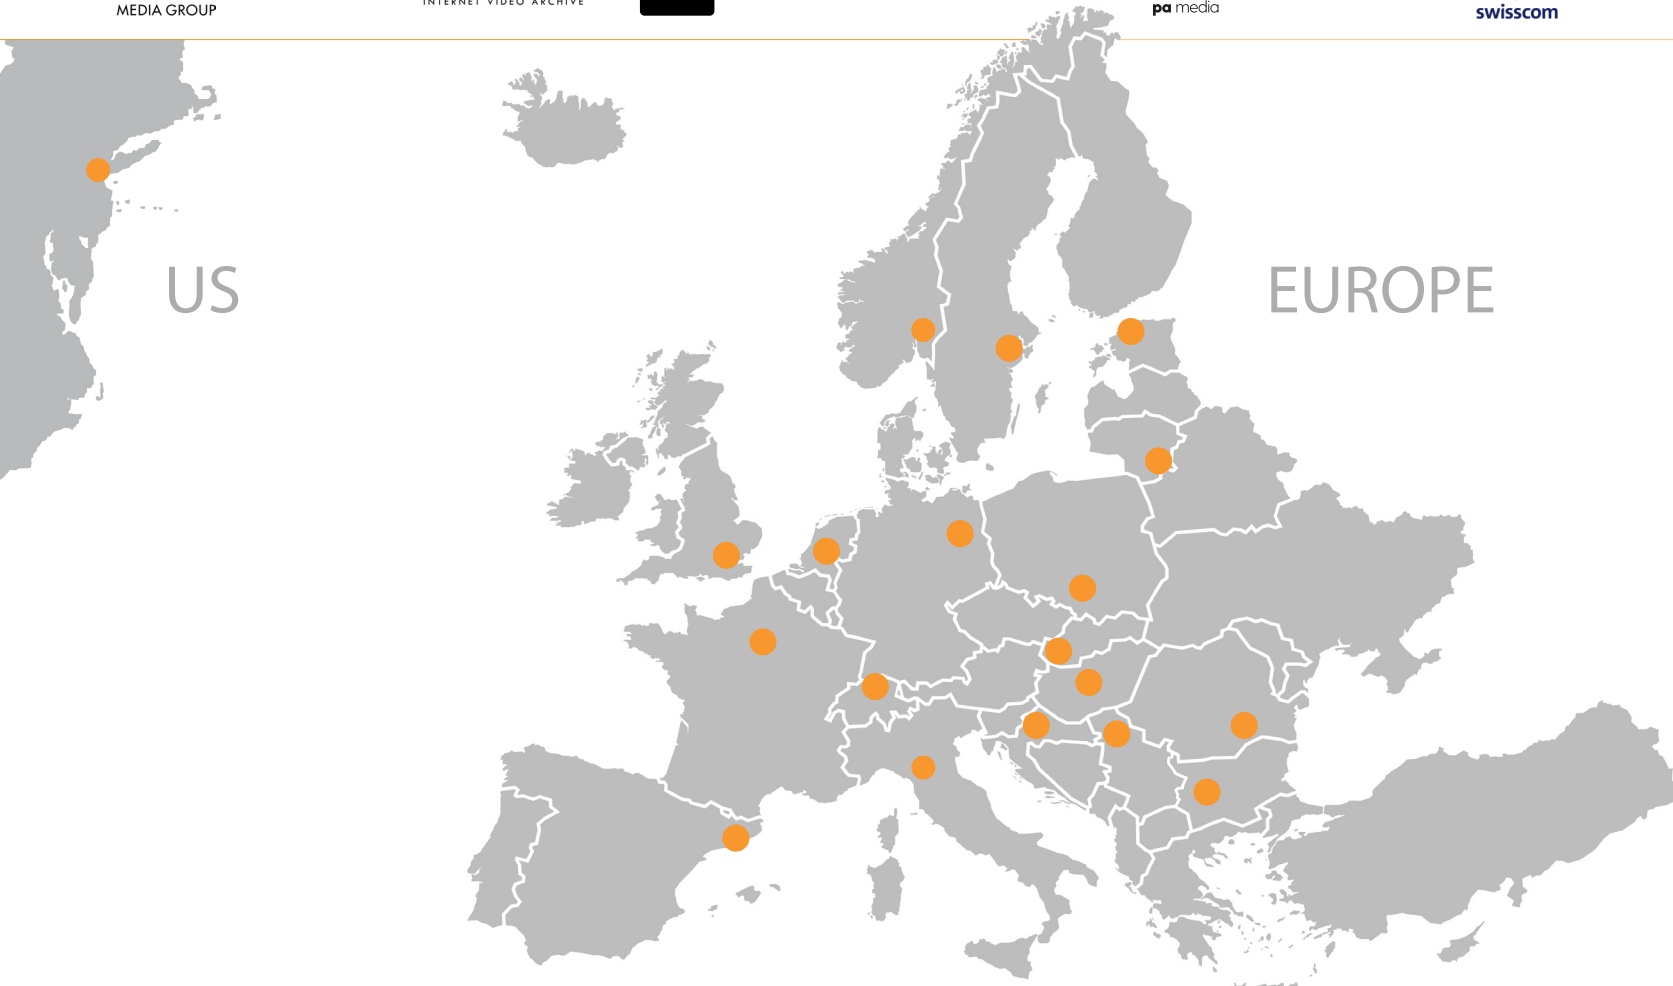 MEDIA GROUP
INTERNET VIDEO ARCHIVE
pa media
swisscom
US
EUROPE